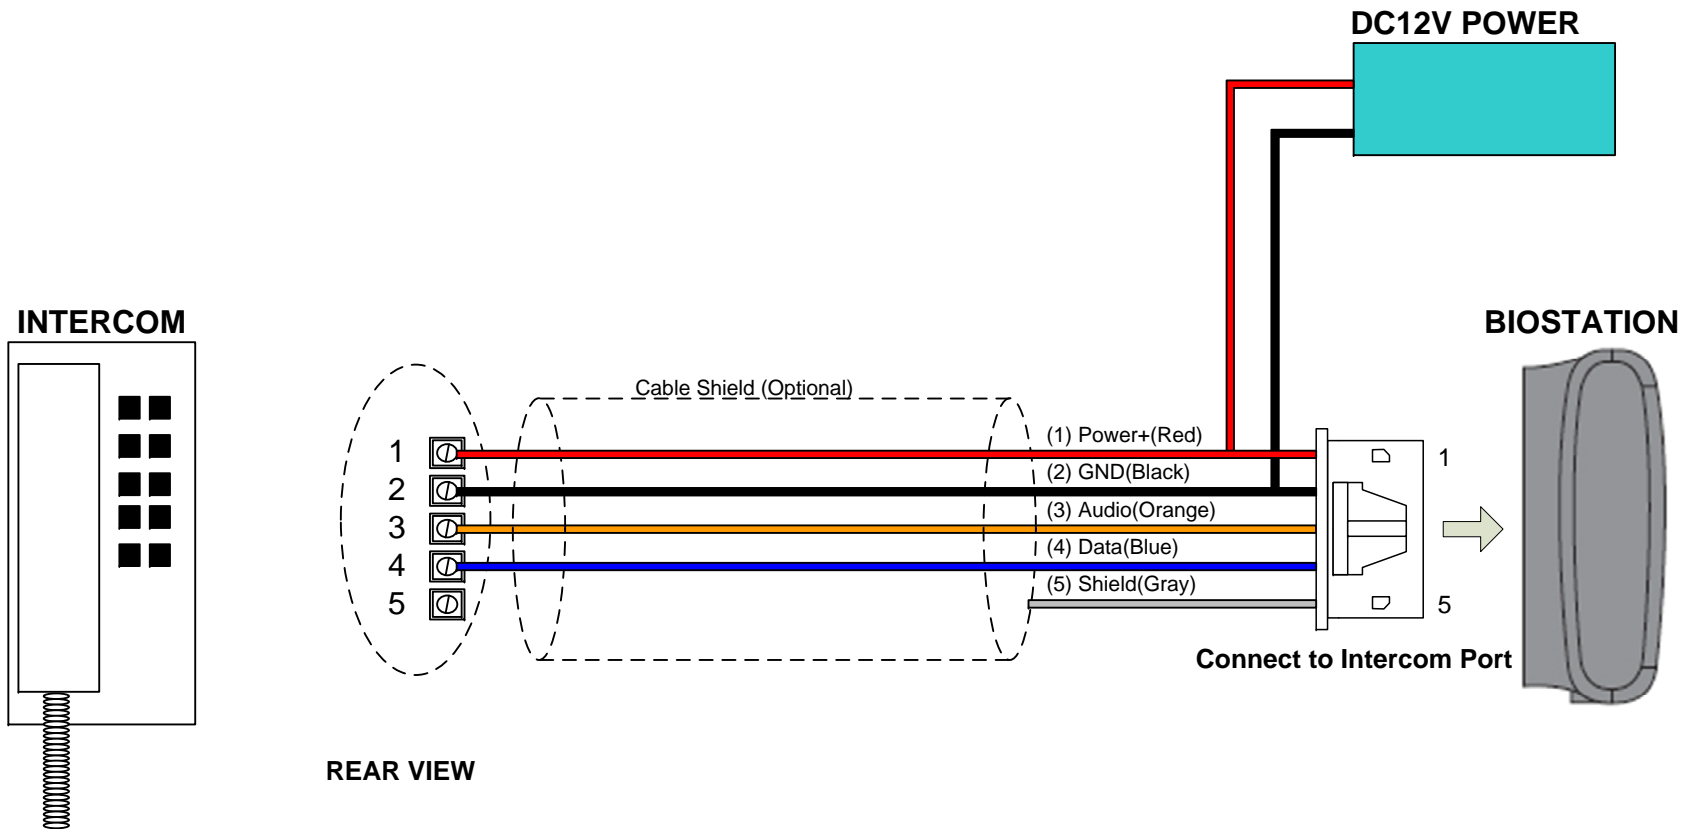 DC12V POWER
INTERCOM
BIOSTATION
Cable Shield (Optional)
1
(1) Power+(Red)
1
2
(2) GND(Black)
3
(3) Audio(Orange)
4
(4) Data(Blue)
5
(5) Shield(Gray)
5
Connect to Intercom Port
REAR VIEW